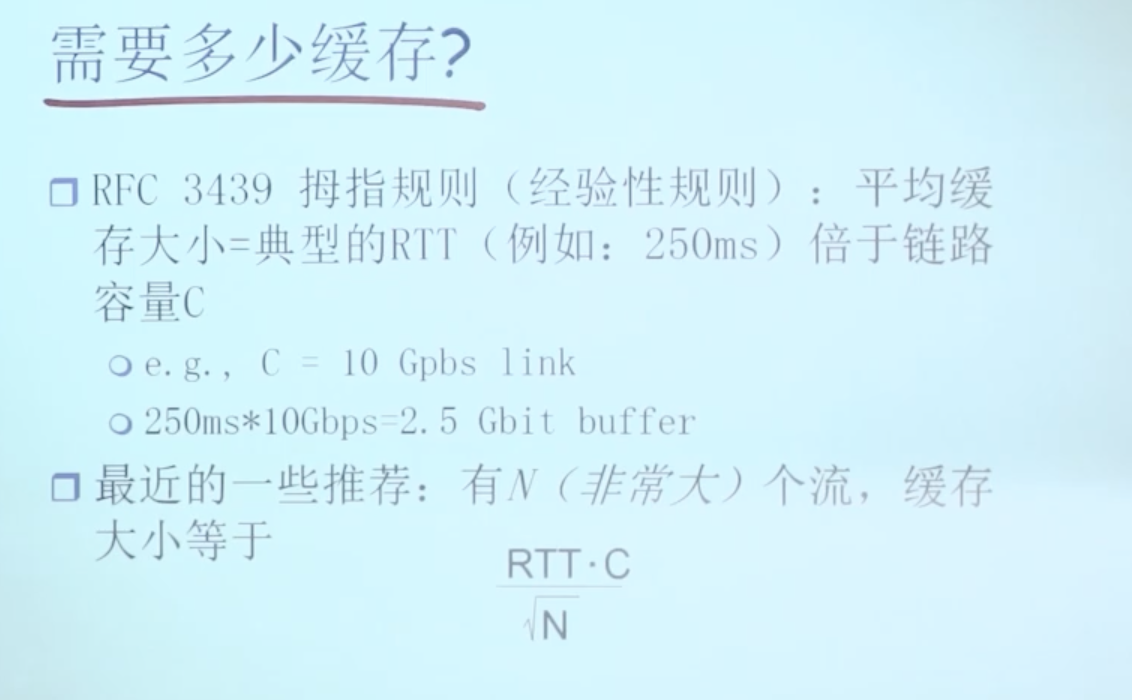 需要多少缓存?
RFC 3439 拇指规则（经验性规则）：平均缓
存大小=典型的RTT（例如：250ms）倍于链路
容量C
e.g., C = 10 Gpbs link
250ms*10Gbps=2.5 Gbit buffer
最近的一些推荐：有N（非常大）个流，缓存
大小等于
RTT·C
√N